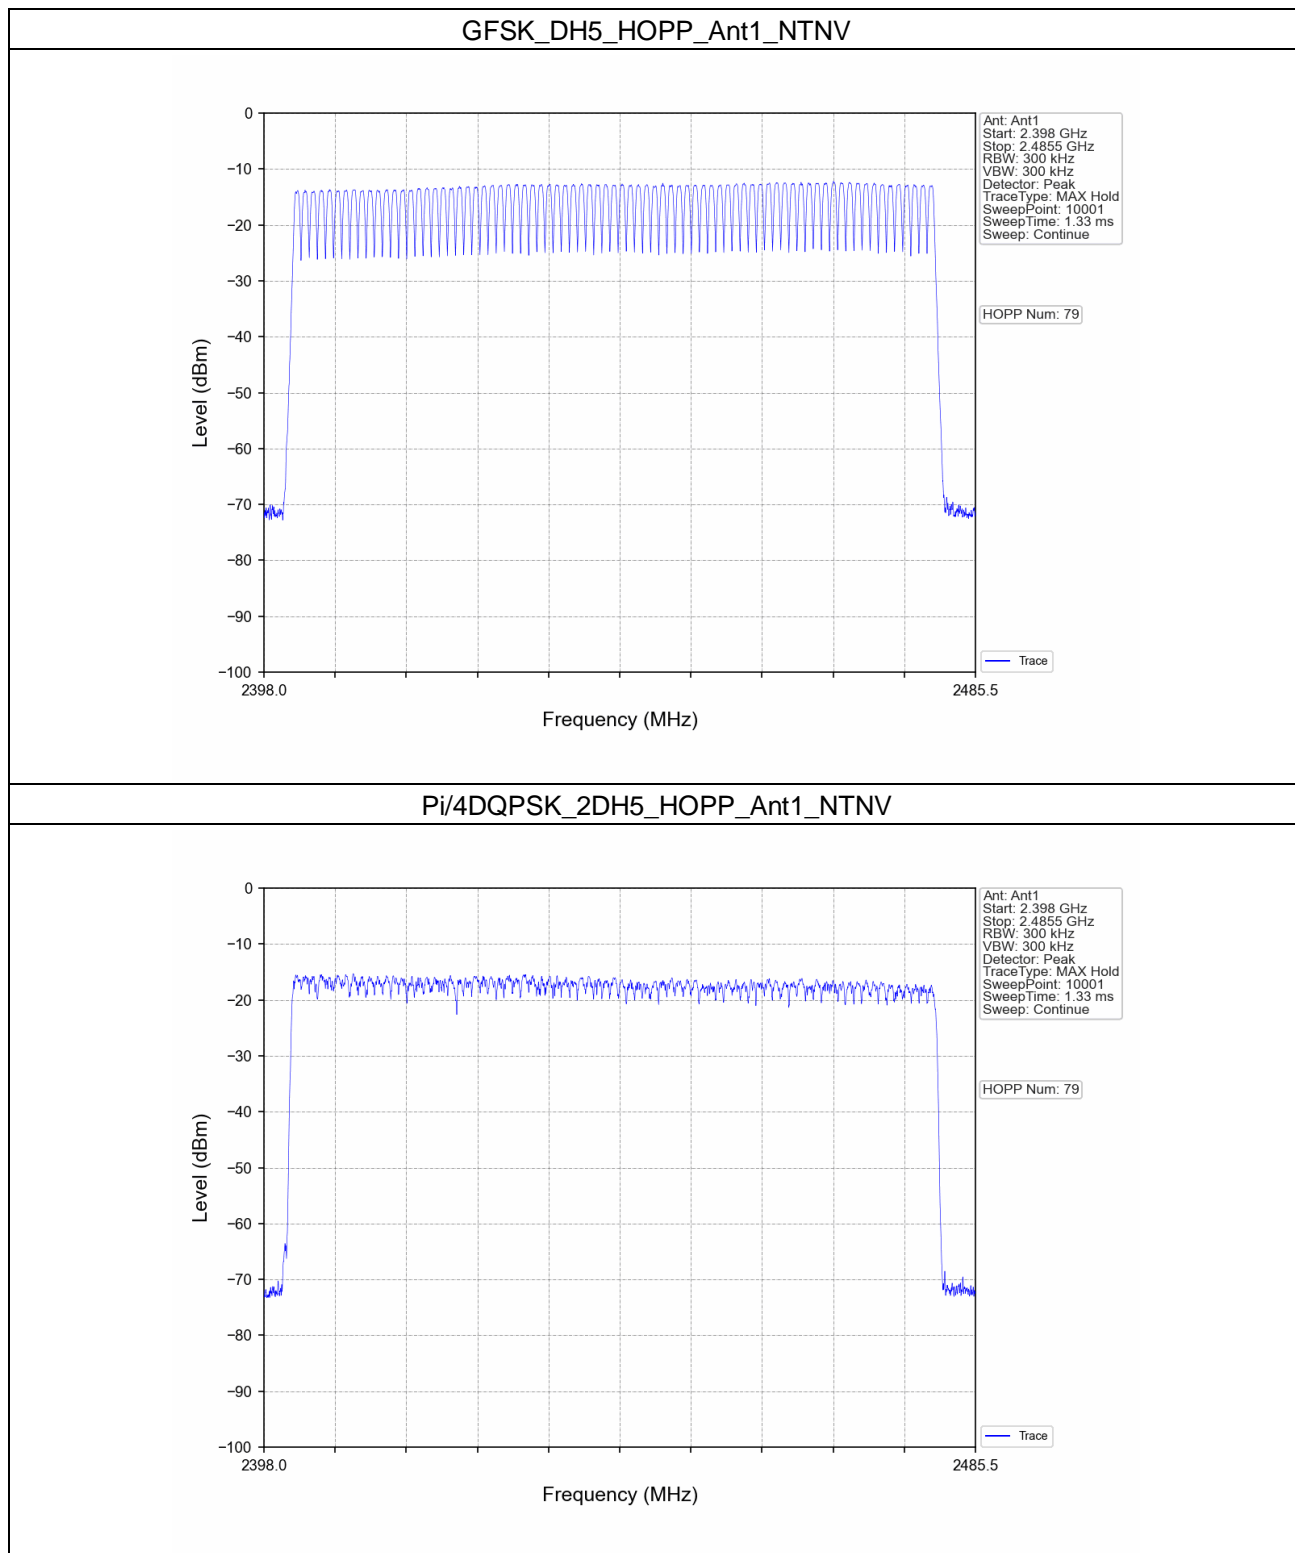 GFSK_DH5_HOPP_Ant1_NTNV
0
−10
−20
−30
−40
−50
−60
−70
−80
−90
−100
Level (dBm)
2398.0
2485.5
Frequency (MHz)
Ant: Ant1
Start: 2.398 GHz
Stop: 2.4855 GHz
RBW: 300 kHz
VBW: 300 kHz
Detector: Peak
TraceType: MAX Hold
SweepPoint: 10001
SweepTime: 1.33 ms
Sweep: Continue
HOPP Num: 79
Trace
Pi/4DQPSK_2DH5_HOPP_Ant1_NTNV
0
−10
−20
−30
−40
−50
−60
−70
−80
−90
−100
Level (dBm)
2398.0
2485.5
Frequency (MHz)
Ant: Ant1
Start: 2.398 GHz
Stop: 2.4855 GHz
RBW: 300 kHz
VBW: 300 kHz
Detector: Peak
TraceType: MAX Hold
SweepPoint: 10001
SweepTime: 1.33 ms
Sweep: Continue
HOPP Num: 79
Trace